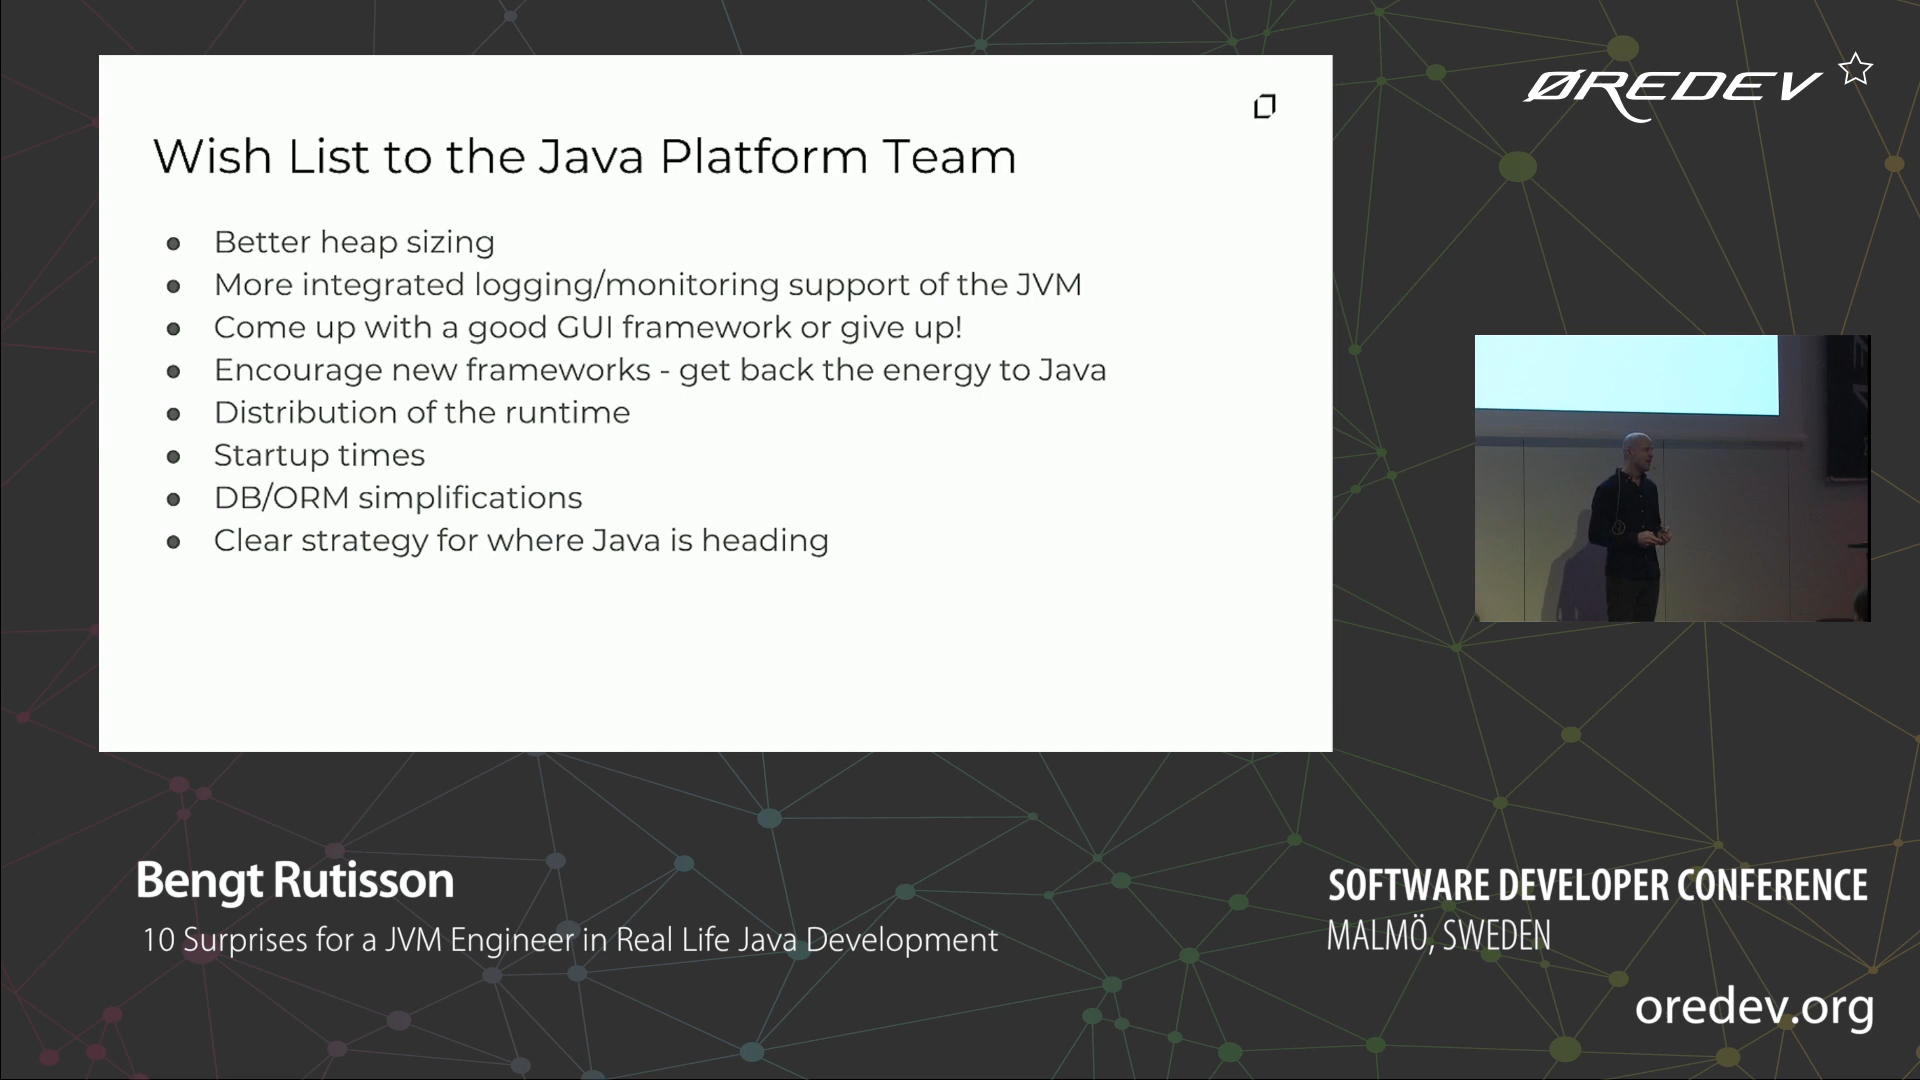 ØREDEV
Wish List to the Java Platform Team
● Better heap sizing
● More integrated logging/monitoring support of the JVM
● Come up with a good GUI framework or give up!
● Encourage new frameworks - get back the energy to Java
● Distribution of the runtime
● Startup times
● DB/ORM simplifications
● Clear strategy for where Java is heading
Bengt Rutisson
10 Surprises for a JVM Engineer in Real Life Java Development
SOFTWARE DEVELOPER CONFERENCE
MALMÖ, SWEDEN
oredev.org